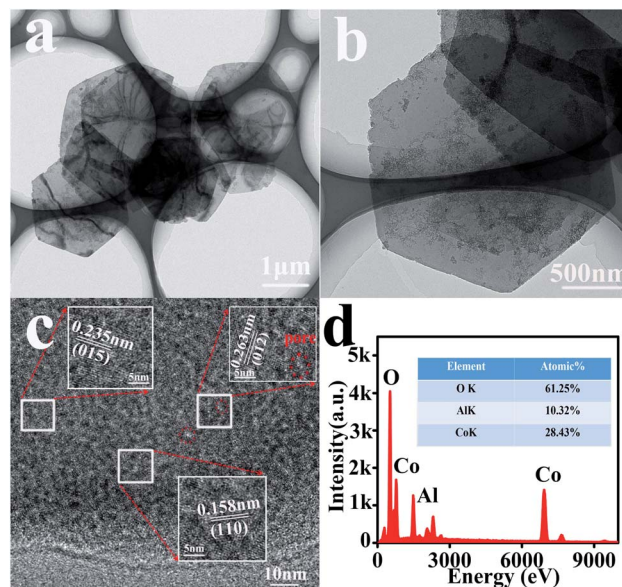 a
1μm
b
500nm
c
0.235nm
(015)
5nm
0.263nm
(012)
5nm
pore
0.158nm
(110)
5nm
10nm
d
Intensity(a.u.)
5k
4k
3k
2k
1k
0
O
Co
Al
Co
Element Atomic%
O K 61.25%
AlK 10.32%
CoK 28.43%
0 3000 6000 9000
Energy (eV)